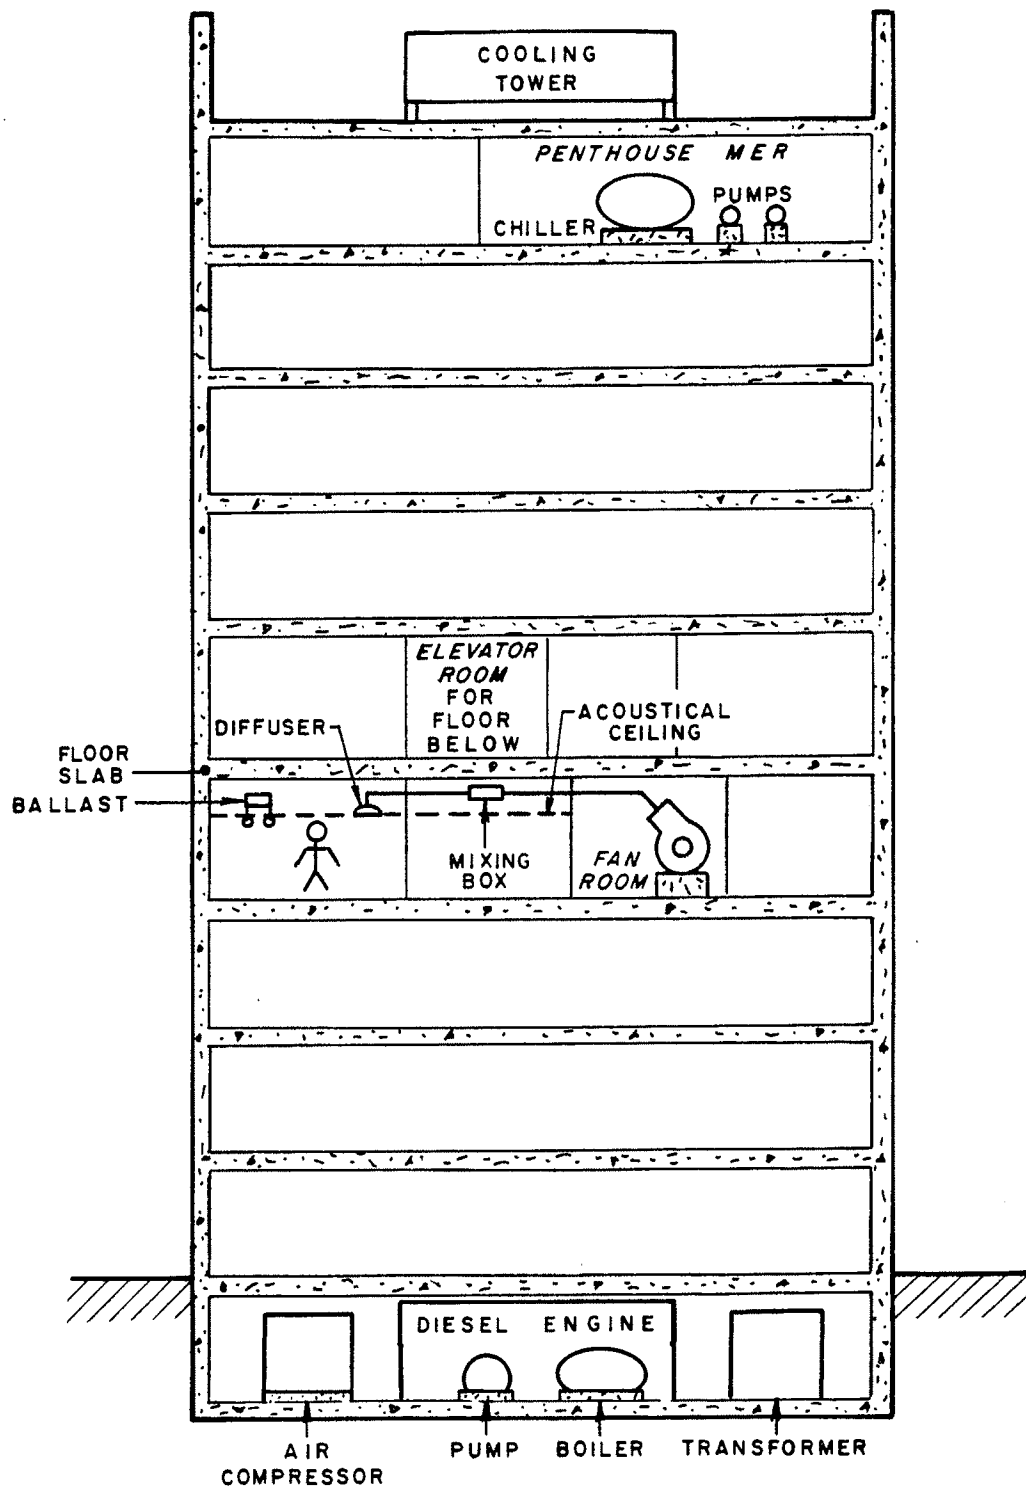 COOLING
TOWER
PENTHOUSE MER
PUMPS
CHILLER
ELEVATOR
ROOM
FOR
FLOOR
BELOW
ACOUSTICAL
CEILING
DIFFUSER
FLOOR
SLAB
BALLAST
MIXING
BOX
FAN
ROOM
DIESEL ENGINE
AIR
COMPRESSOR
PUMP
BOILER
TRANSFORMER